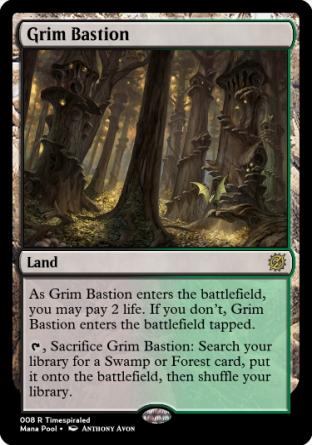 Grim Bastion
Land
As Grim Bastion enters the battlefield,
you may pay 2 life. If you don't, Grim
Bastion enters the battlefield tapped.
, Sacrifice Grim Bastion: Search your
library for a Swamp or Forest card, put
it onto the battlefield, then shuffle your
library.
008 R Timespiraled
Mana Pool • Anthony Avon